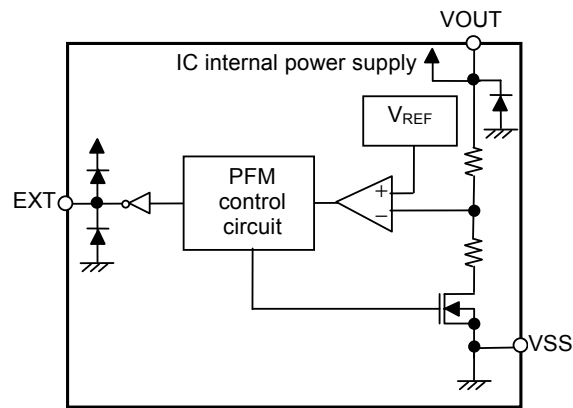 VOUT
IC internal power supply
VREF
EXT
PFM
control
circuit
+
−
VSS